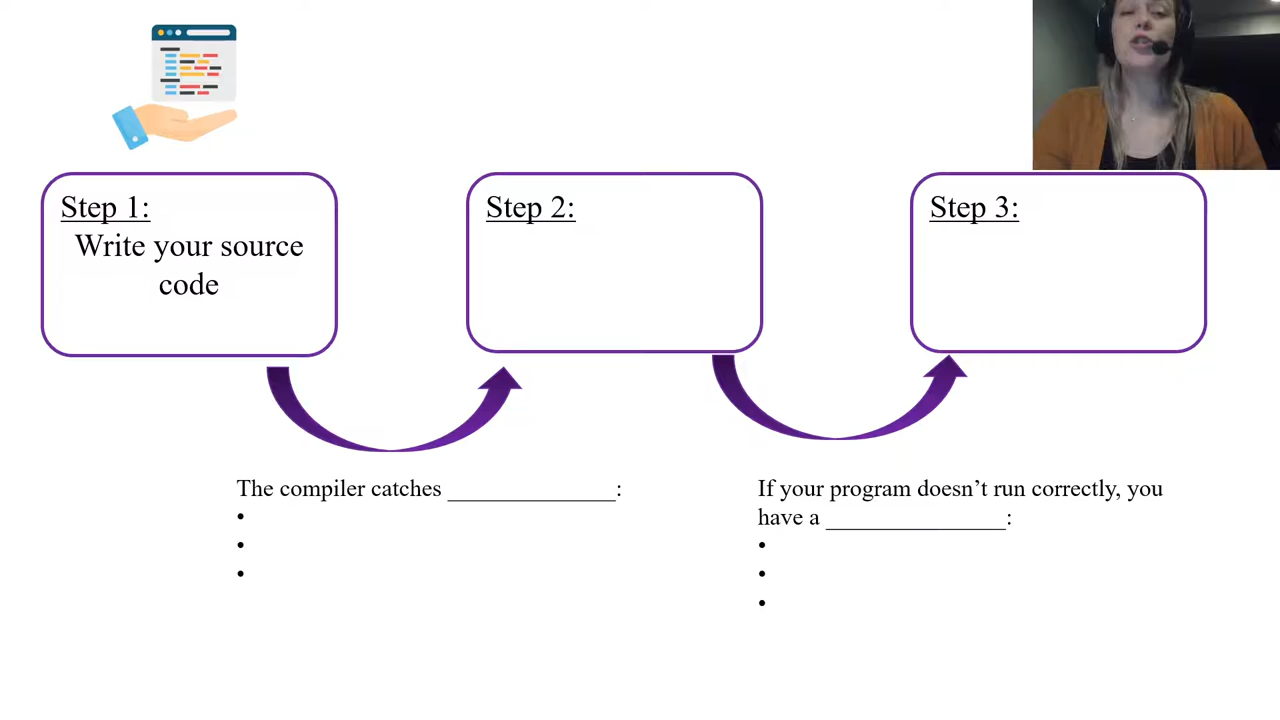 Step 1:
Write your source
code
Step 2:
Step 3:
The compiler catches ______________:
•
•
•
If your program doesn’t run correctly, you
have a _______________:
•
•
•